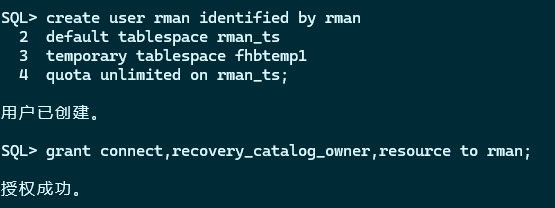 SQL> create user rman identified by rman
  2  default tablespace rman_ts
  3  temporary tablespace fhbtemp1
  4  quota unlimited on rman_ts;
用户已创建。
SQL> grant connect,recovery_catalog_owner,resource to rman;
授权成功。